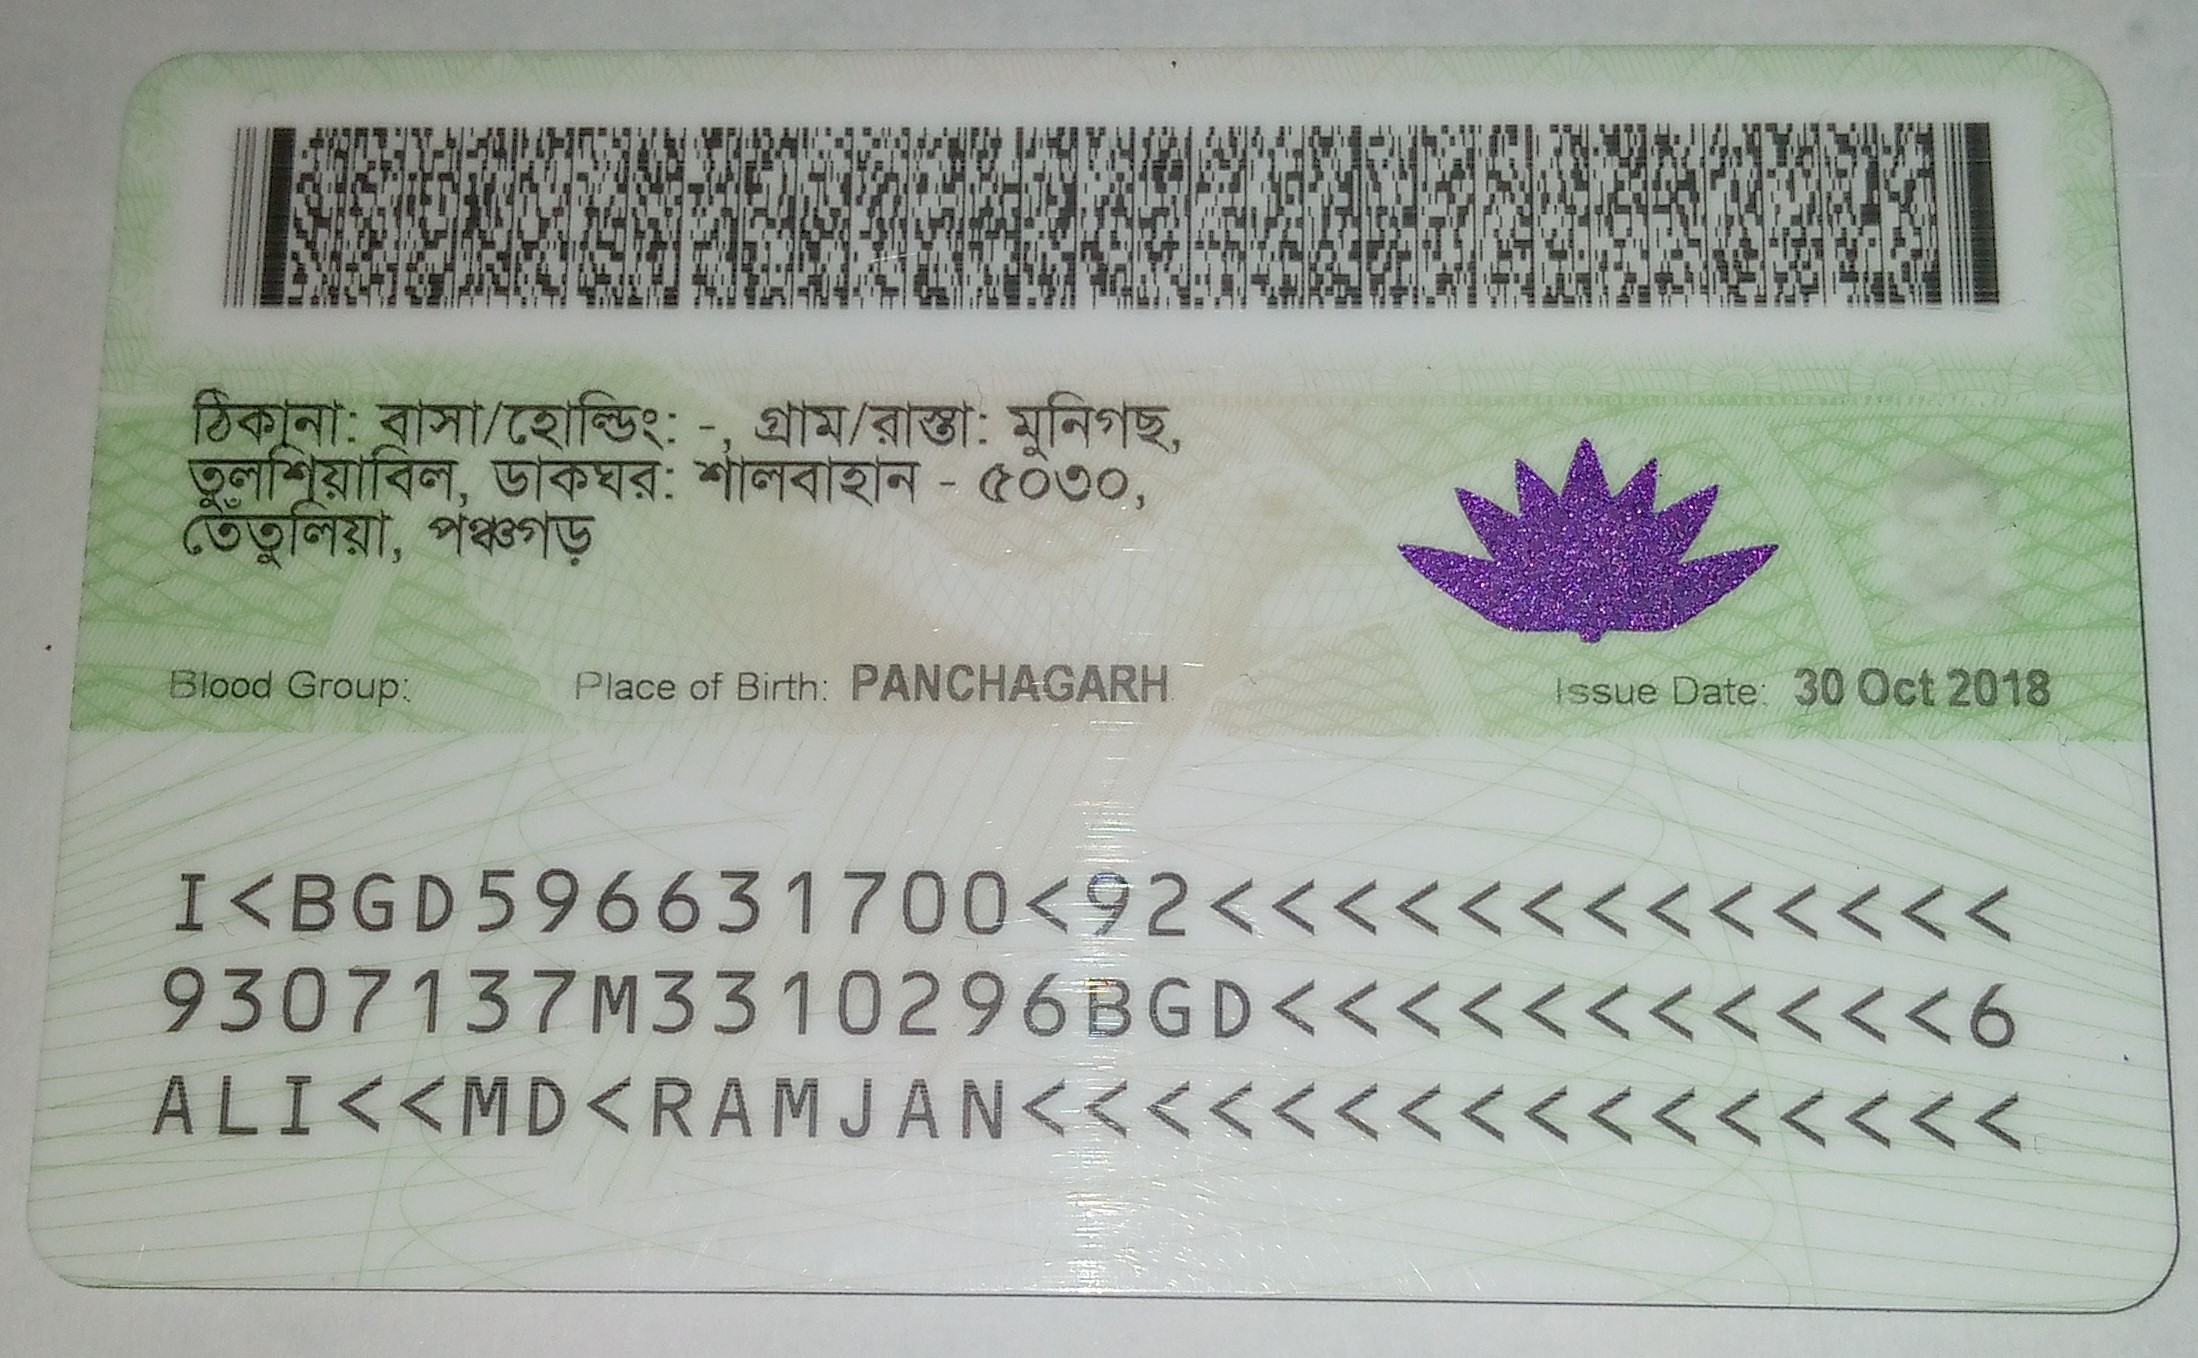 ঠিকানা: বাসা/হোল্ডিং: -, গ্রাম/রাস্তা: মুনিগছ,
তুলশিয়াবিল, ডাকঘর: শালবাহান - ৫০৩০,
তেঁতুলিয়া, পঞ্চগড়
Blood Group: Place of Birth: PANCHAGARH Issue Date: 30 Oct 2018
I<BGD596631700<92<<<<<<<<<<<<<
9307137M3310296BGD<<<<<<<<<<<6
ALI<<MD<RAMJAN<<<<<<<<<<<<<<<<